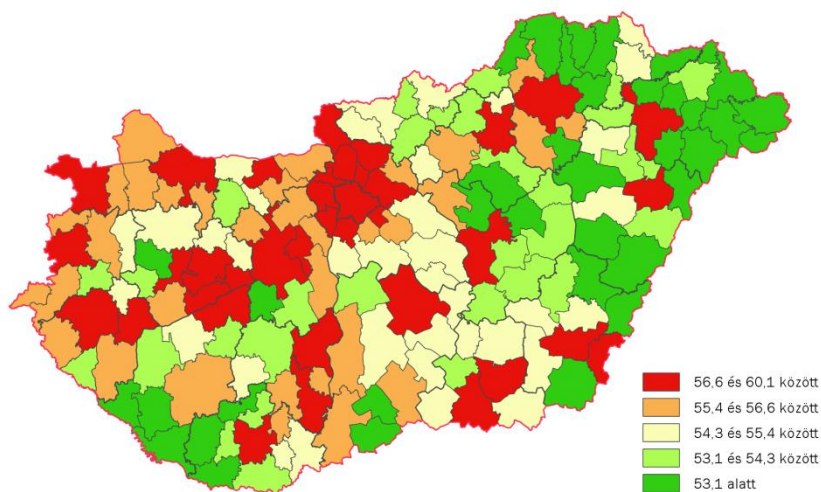 56,6 és 60,1 között
55,4 és 56,6 között
54,3 és 55,4 között
53,1 és 54,3 között
53,1 alatt